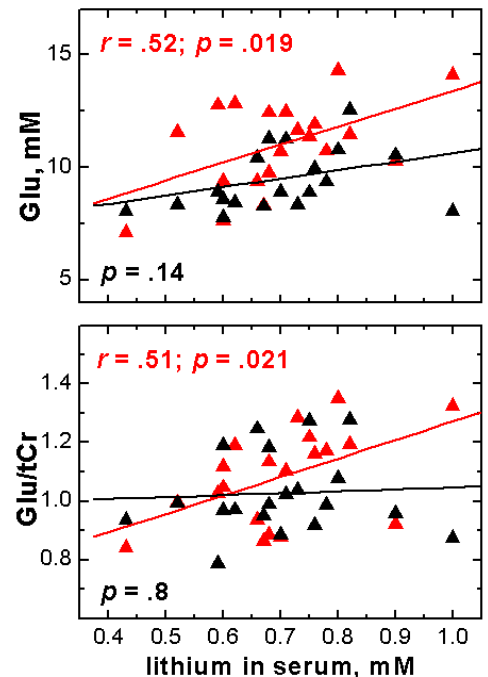 15
r = .52; p = .019
Glu, mM
10
5
p = .14
r = .51; p = .021
1.4
Glu/tCr
1.2
1.0
0.8
p = .8
0.4 0.5 0.6 0.7 0.8 0.9 1.0
lithium in serum, mM